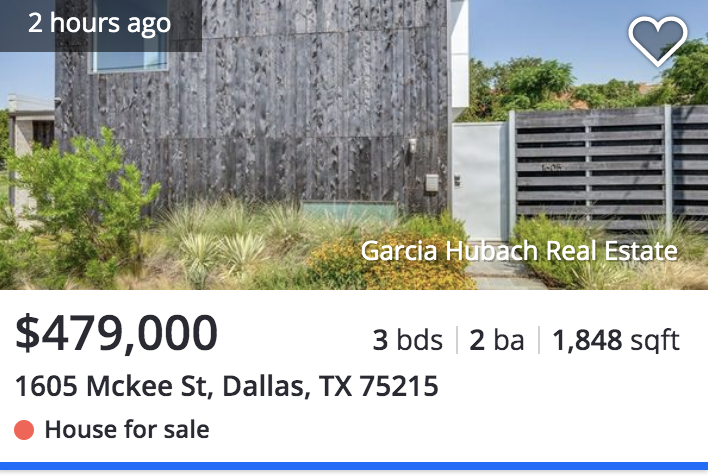 2 hours ago
Garcia Hubach Real Estate
$479,000
3 bds | 2 ba | 1,848 sqft
1605 Mckee St, Dallas, TX 75215
House for sale